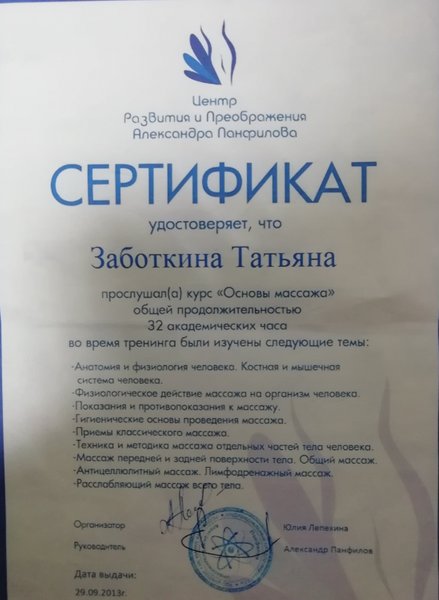 Центр
Развития и Преображения
Александра Панфилова
СЕРТИФИКАТ
удостоверяет, что
Заботкина Татьяна
прослушал(а) курс «Основы массажа»
общей продолжительностью
32 академических часа
во время тренинга были изучены следующие темы:
-Анатомия и физиология человека. Костная и мышечная
система человека.
-Физиологическое действие массажа на организм человека.
-Показания и противопоказания к массажу.
-Гигиенические основы проведения массажа.
-Приемы классического массажа.
-Техника и методика массажа отдельных частей тела человека.
-Массаж передней и задней поверхности тела. Общий массаж.
-Антицеллюлитный массаж. Лимфодренажный массаж.
-Расслабляющий массаж всего тела.
Организатор Юлия Лепехина
Руководитель Александр Панфилов
Дата выдачи:
29.09.2013г.